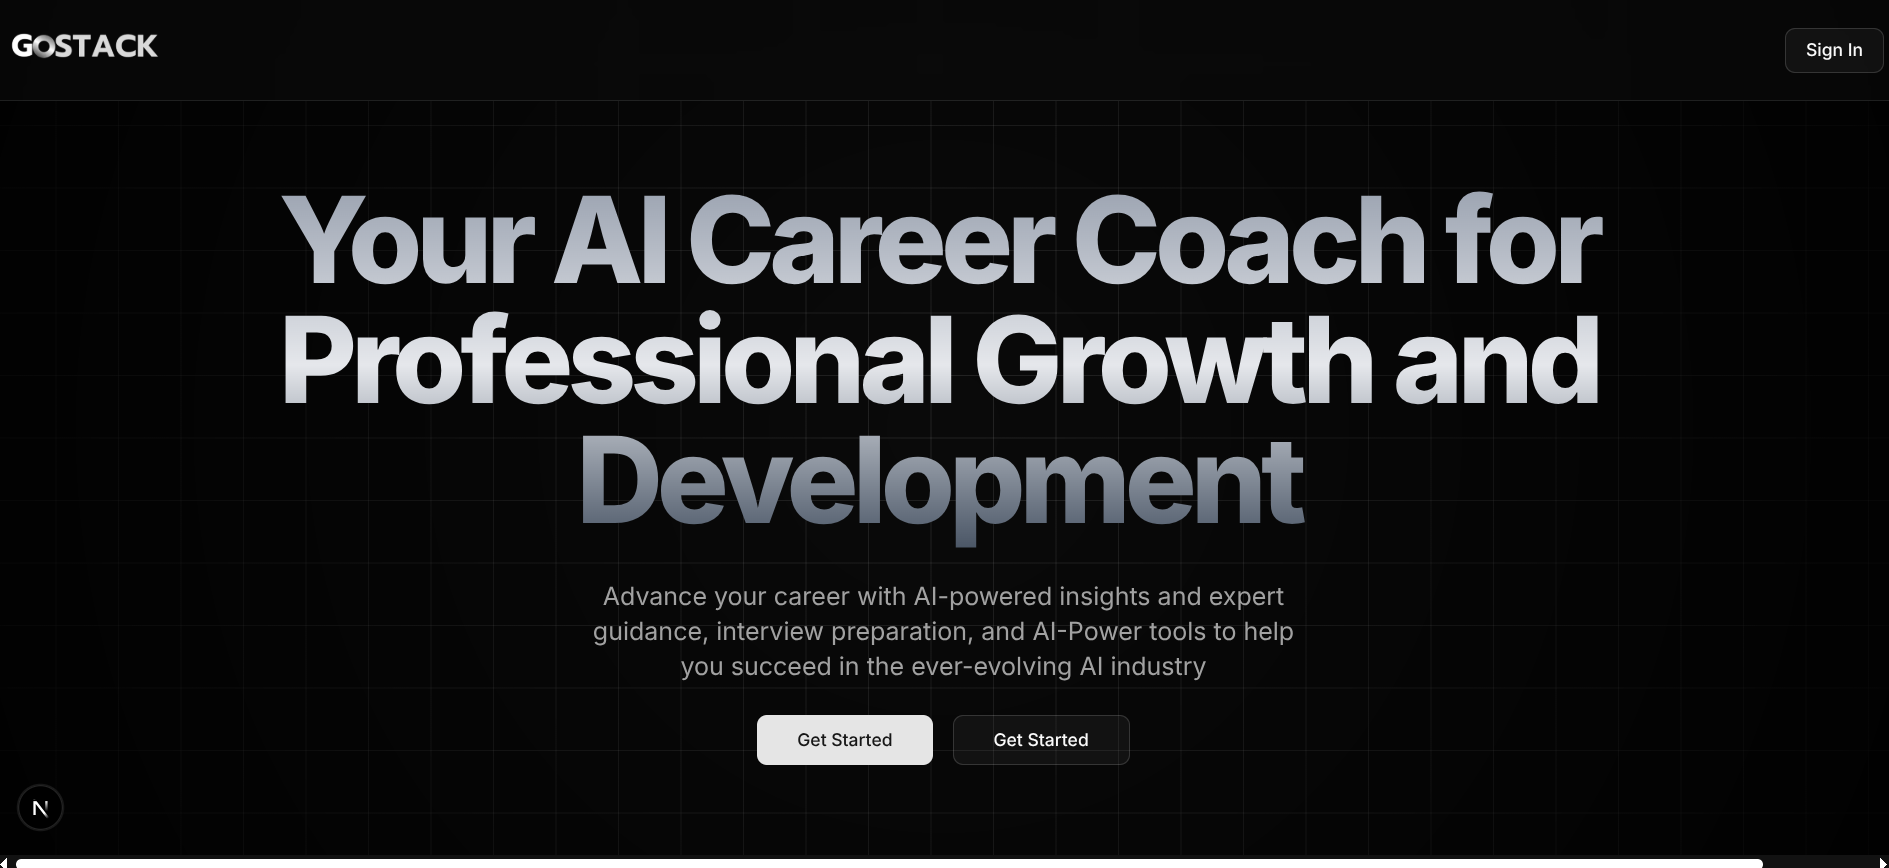 GOSTACK
Sign In
Your AI Career Coach for
Professional Growth and
Development
Advance your career with AI-powered insights and expert
guidance, interview preparation, and AI-Power tools to help
you succeed in the ever-evolving AI industry
Get Started
Get Started
N